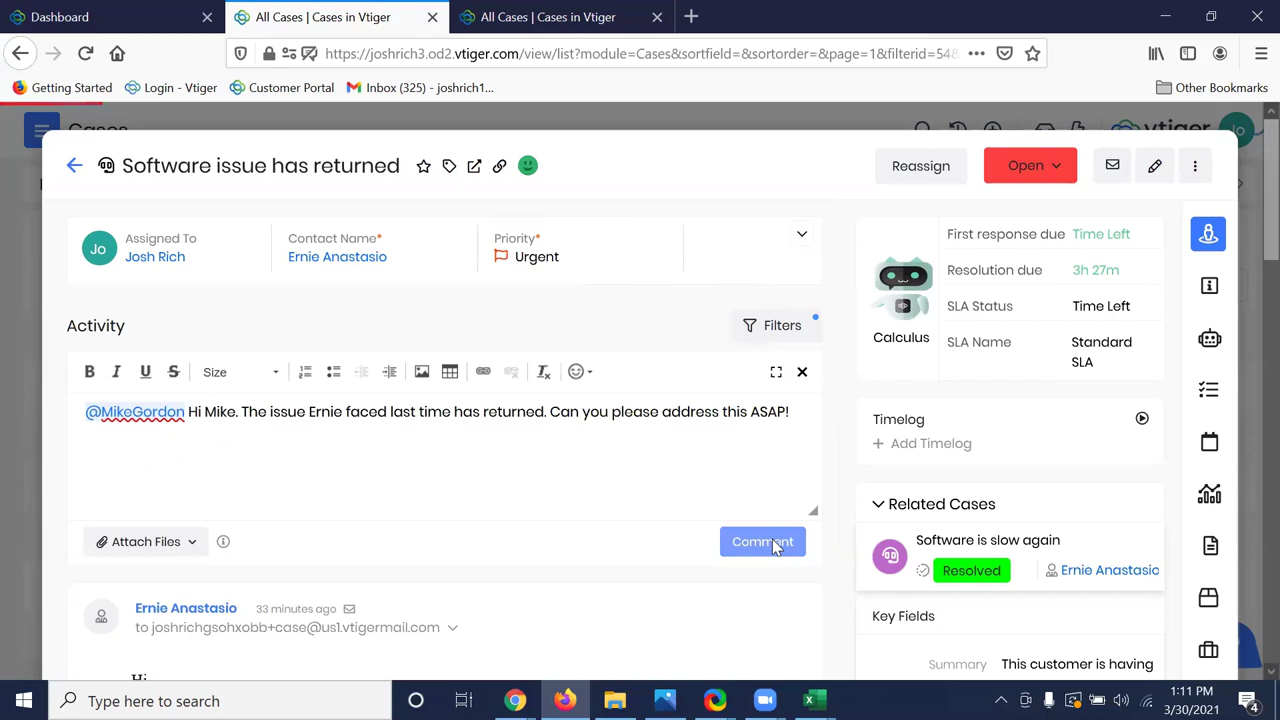 Dashboard
All Cases | Cases in Vtiger
All Cases | Cases in Vtiger
https://joshrich3.od2.vtiger.com/view/list?module=Cases&sortfield=&sortorder=&page=1&filterid=548
Getting Started
Login - Vtiger
Customer Portal
Inbox (325) - joshrich1...
Other Bookmarks
Cases
vtiger
Jo
Software issue has returned
Reassign
Open
Jo
Assigned To
Josh Rich
Contact Name*
Ernie Anastasio
Priority*
Urgent
First response due Time Left
Resolution due 3h 27m
SLA Status Time Left
SLA Name Standard
SLA
Calculus
Activity
Filters
B I U S Size
@MikeGordon Hi Mike. The issue Ernie faced last time has returned. Can you please address this ASAP!
Attach Files
Comment
Timelog
+ Add Timelog
Related Cases
Software is slow again
Resolved
Ernie Anastasio
Key Fields
Summary This customer is having
Ernie Anastasio 33 minutes ago
to joshrichgsohxobb+case@us1.vtigermail.com
Hi
Type here to search
1:11 PM
3/30/2021
4